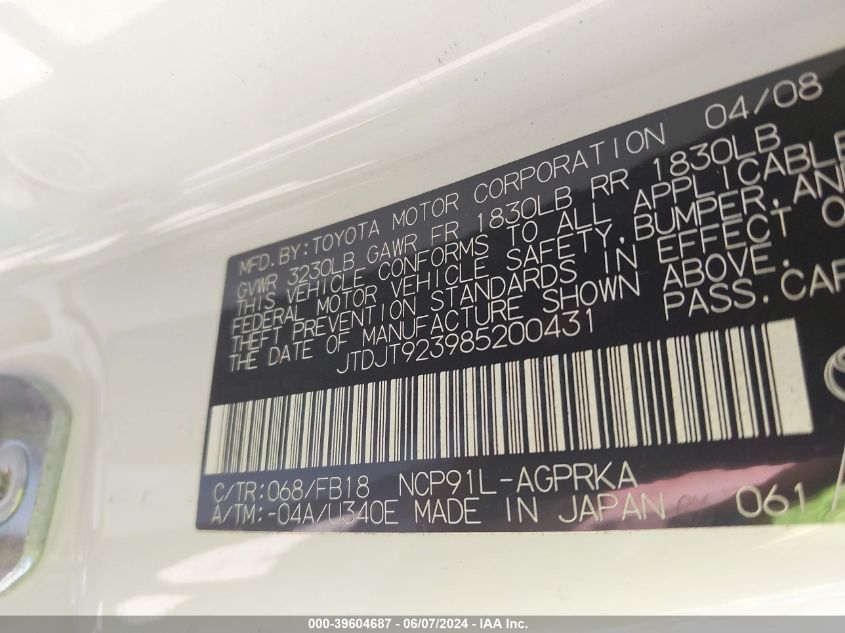 MFD.BY:TOYOTA MOTOR CORPORATION 04/08
GVWR 3230LB GAWR FR 1830LB RR 1830LB
THIS VEHICLE CONFORMS TO ALL APPLICABLE
FEDERAL MOTOR VEHICLE SAFETY, BUMPER, AND
THEFT PREVENTION STANDARDS IN EFFECT O
THE DATE OF MANUFACTURE SHOWN ABOVE.
JTDJT923985200431 PASS.CAR
C/TR:068/FB18 NCP91L-AGPRKA
A/TM:-04A/U340E MADE IN JAPAN 061
000-39604687 - 06/07/2024 - IAA Inc.